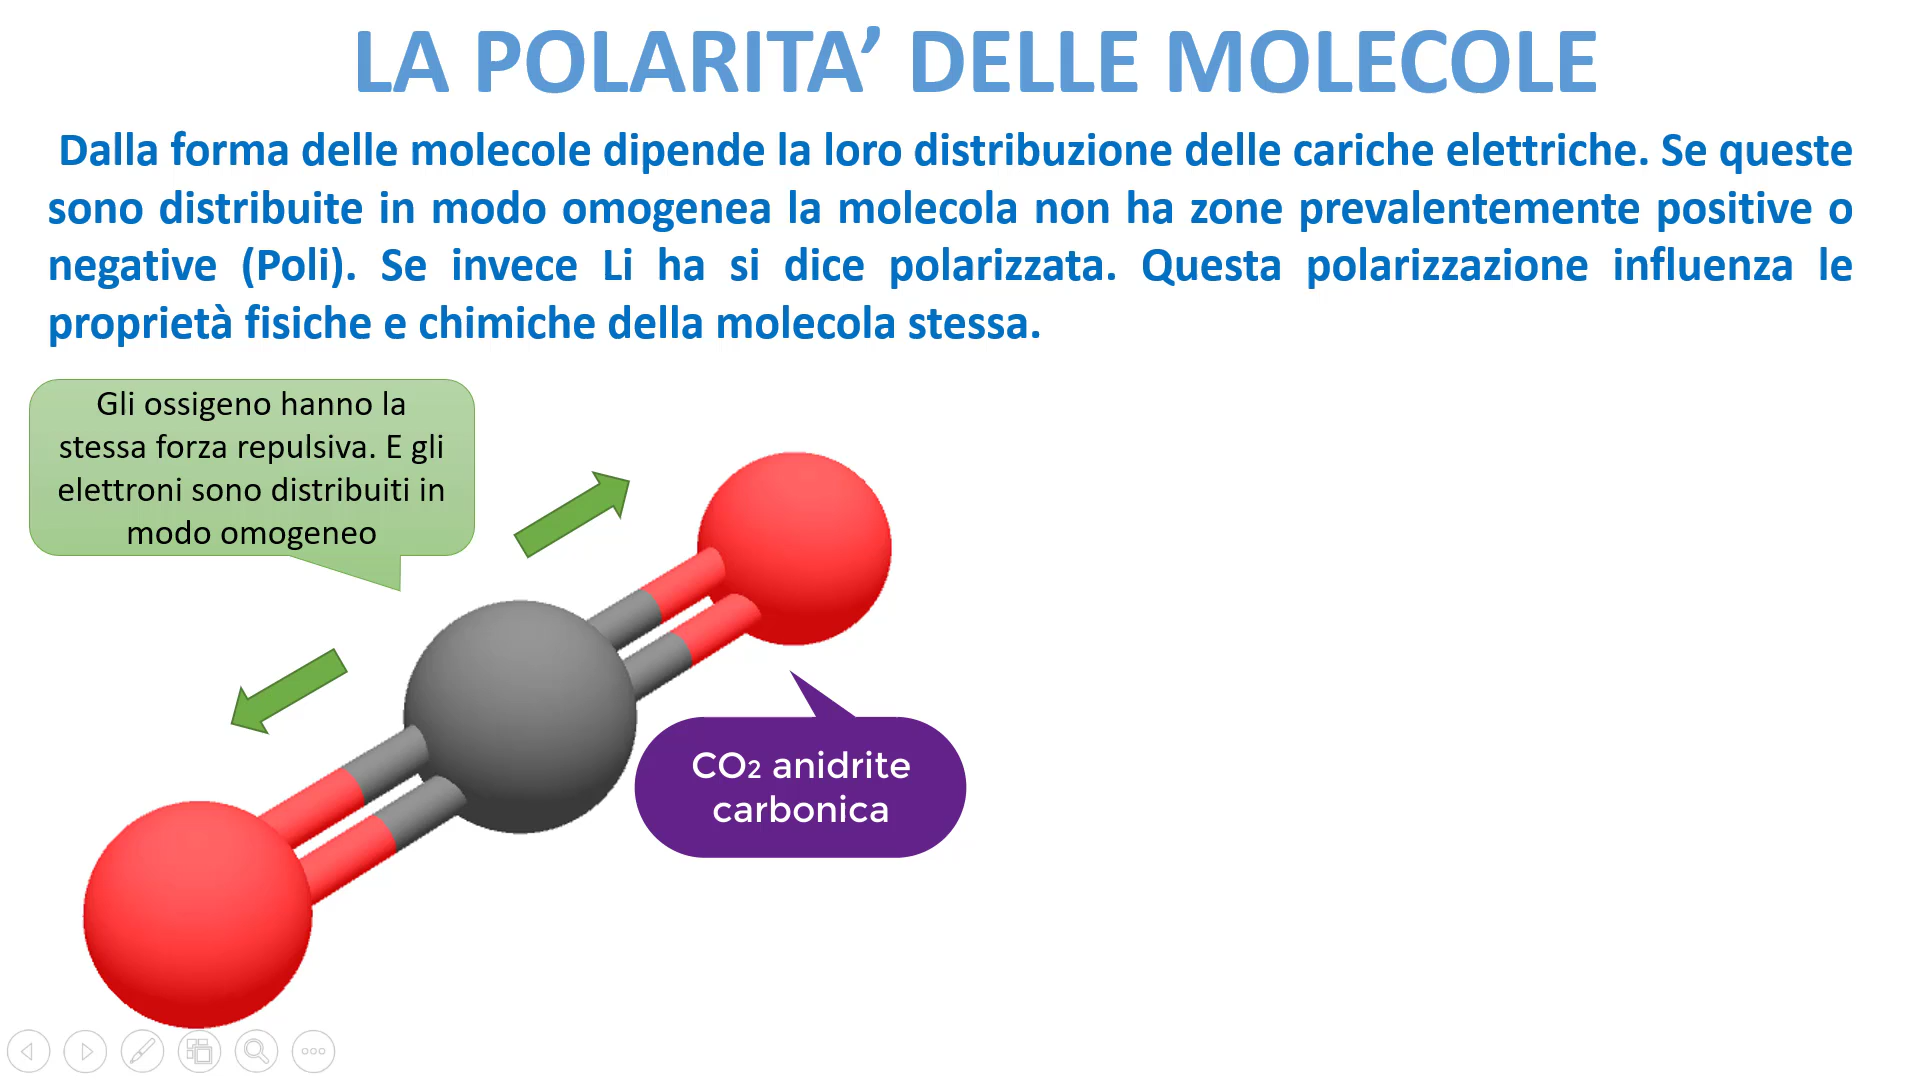 LA POLARITA’ DELLE MOLECOLE
Dalla forma delle molecole dipende la loro distribuzione delle cariche elettriche. Se queste
sono distribuite in modo omogenea la molecola non ha zone prevalentemente positive o
negative (Poli). Se invece Li ha si dice polarizzata. Questa polarizzazione influenza le
proprietà fisiche e chimiche della molecola stessa.
Gli ossigeno hanno la
stessa forza repulsiva. E gli
elettroni sono distribuiti in
modo omogeneo
CO2 anidrite
carbonica